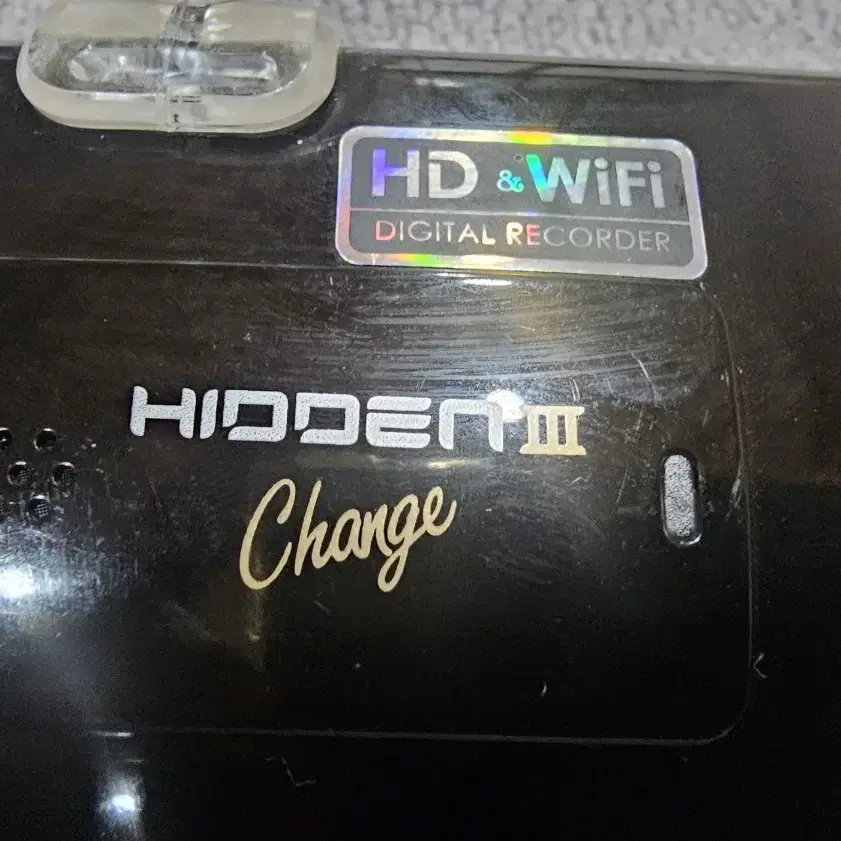 HD & WiFi
DIGITAL RECORDER
HIDDEN III
Change